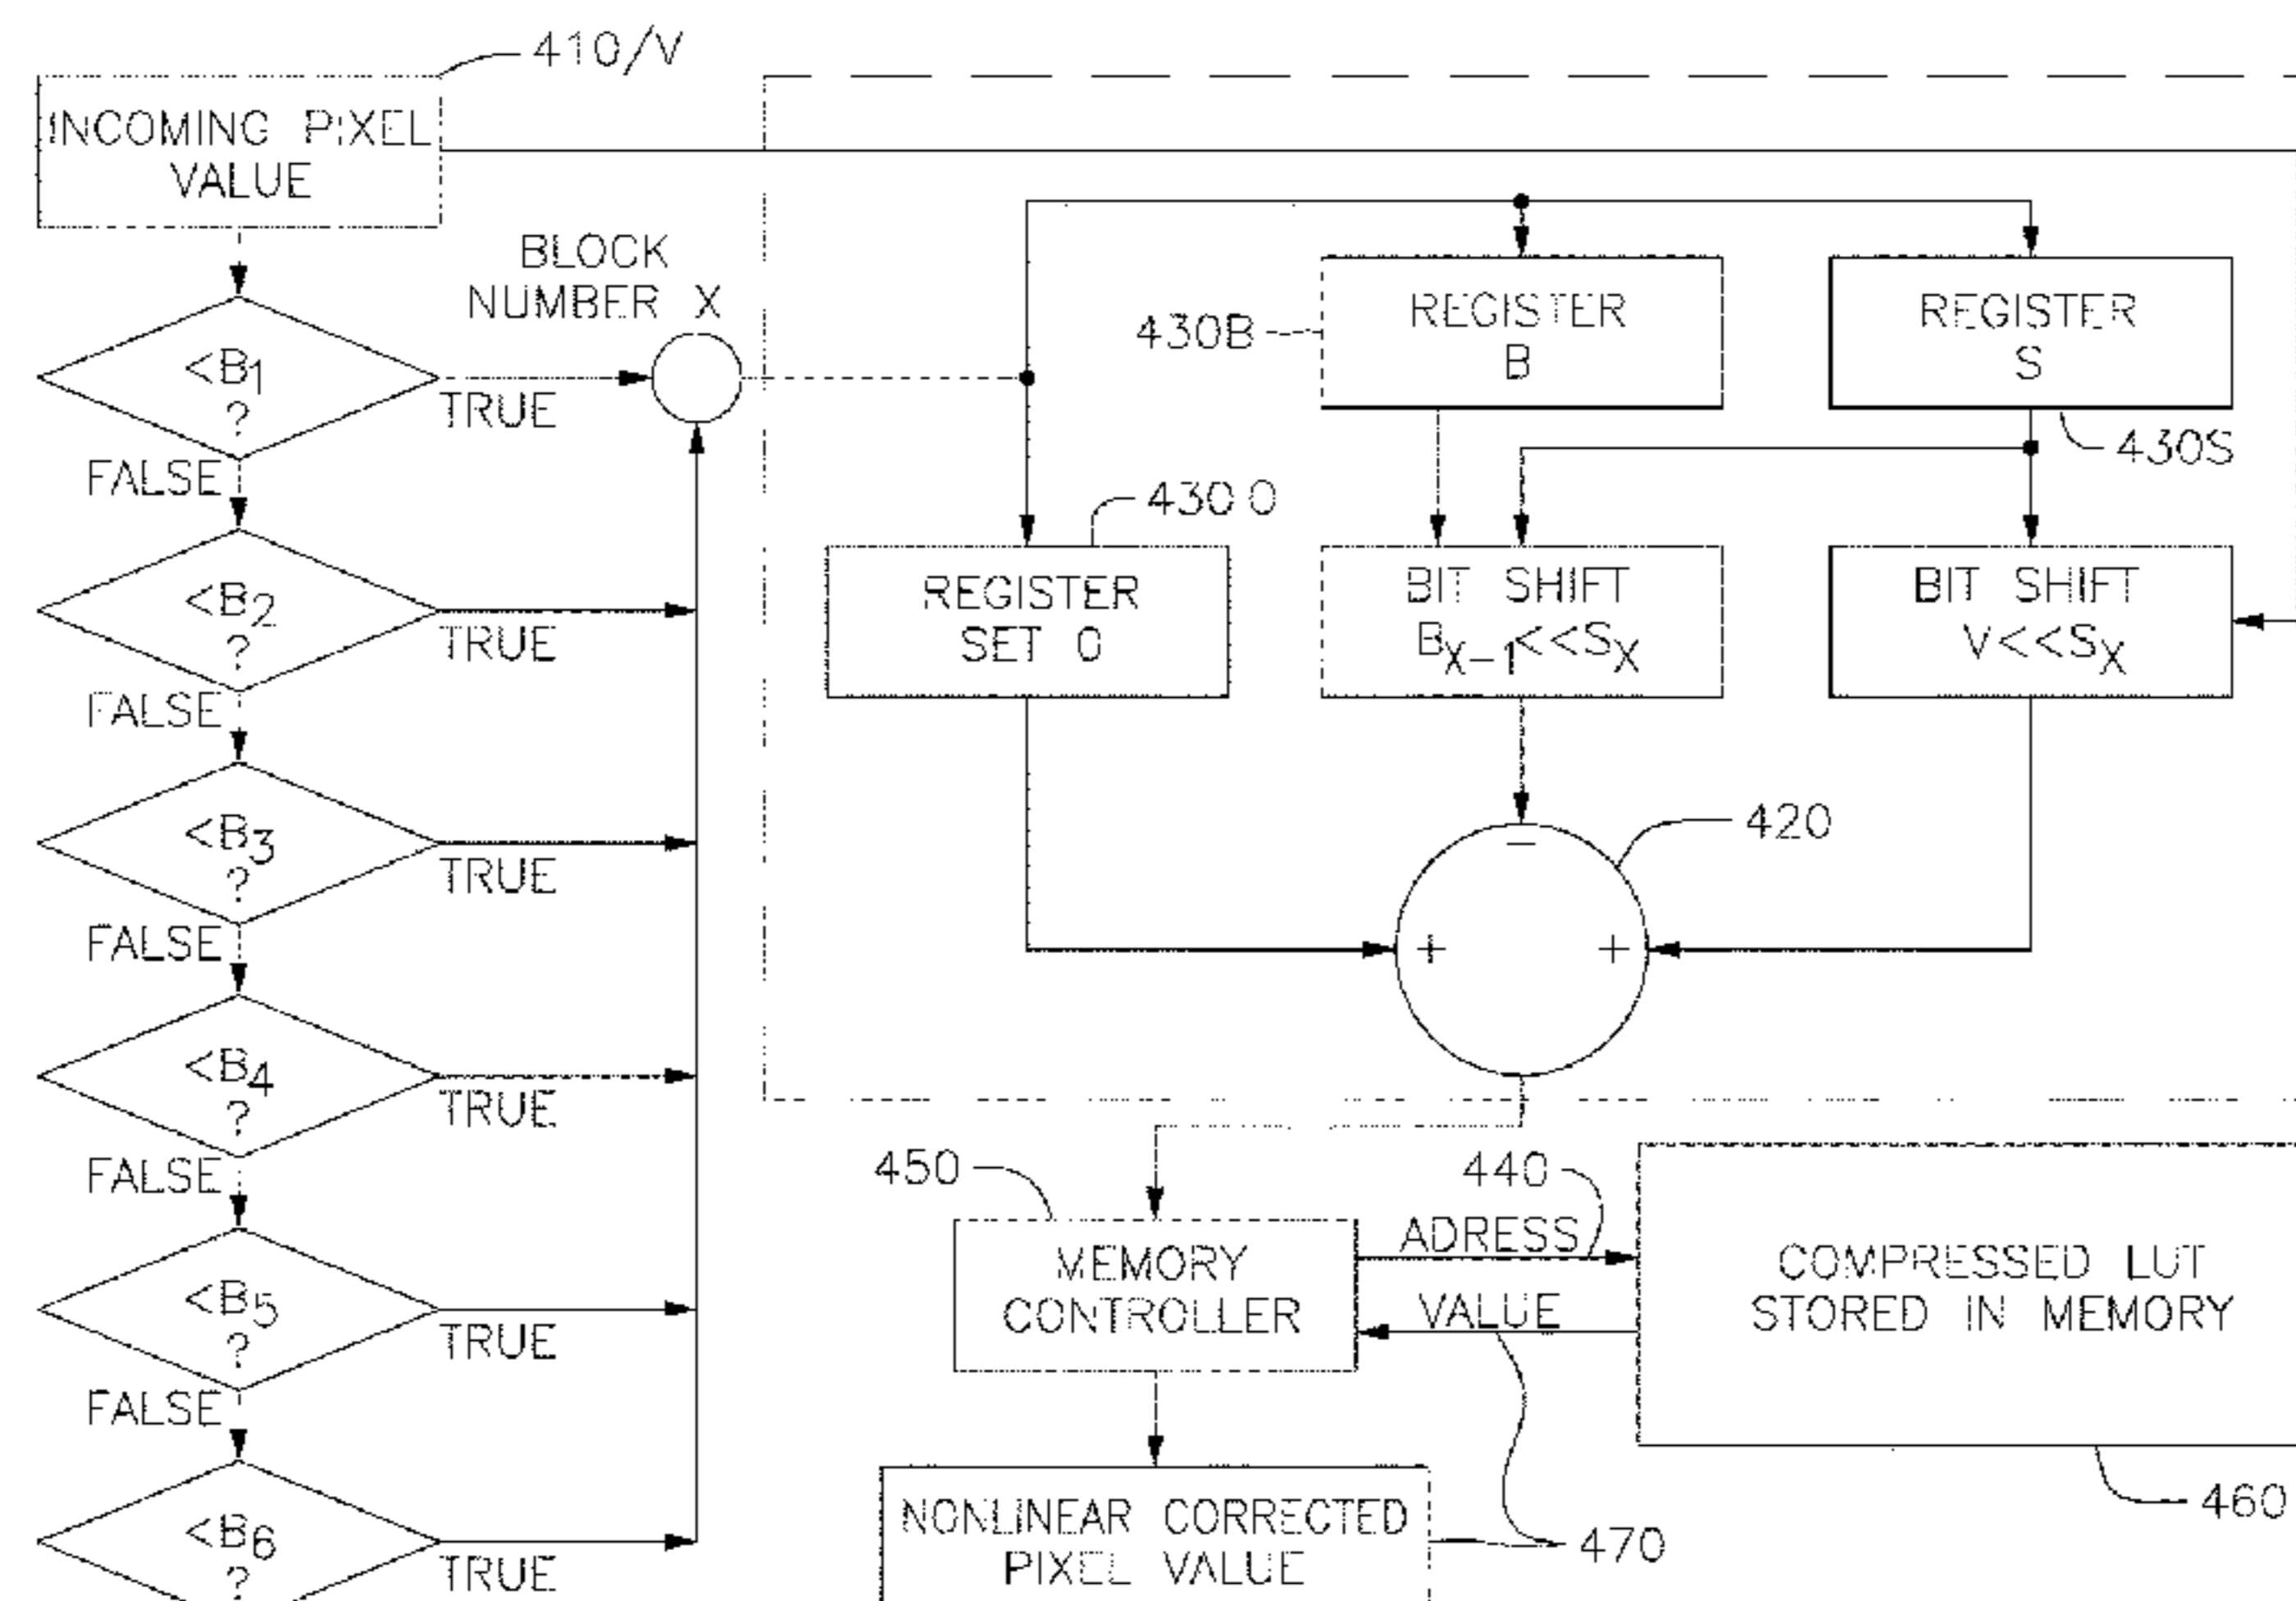 410/V
INCOMING PIXEL
VALUE
BLOCK
NUMBER X
<B1
?
TRUE
FALSE
<B2
?
TRUE
FALSE
<B3
?
TRUE
FALSE
<B4
?
TRUE
FALSE
<B5
?
TRUE
FALSE
<B6
?
TRUE
430B
REGISTER
B
REGISTER
S
430S
430 O
REGISTER
SET O
BIT SHIFT
BX-1<<SX
BIT SHIFT
V<<SX
−
+ +
420
450
MEMORY
CONTROLLER
440
ADRESS
VALUE
COMPRESSED LUT
STORED IN MEMORY
460
NONLINEAR CORRECTED
PIXEL VALUE
470